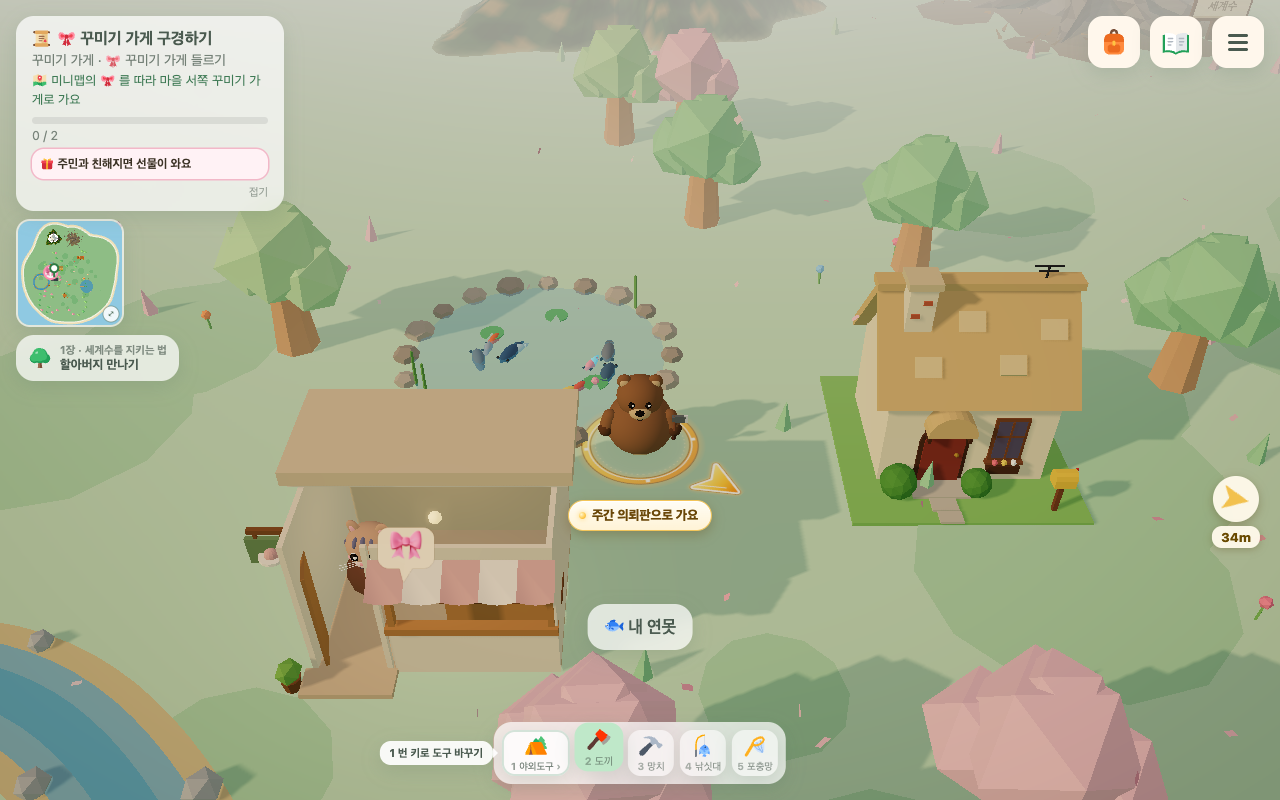 세계수
꾸미기 가게 구경하기
꾸미기 가게 · 꾸미기 가게 들르기
미니맵의 를 따라 마을 서쪽 꾸미기 가
게로 가요
0 / 2
주민과 친해지면 선물이 와요
접기
1장 · 세계수를 지키는 법
할아버지 만나기
주간 의뢰판으로 가요
34m
내 연못
1 번 키로 도구 바꾸기
1 야외도구 ›
2 도끼
3 망치
4 낚싯대
5 포충망